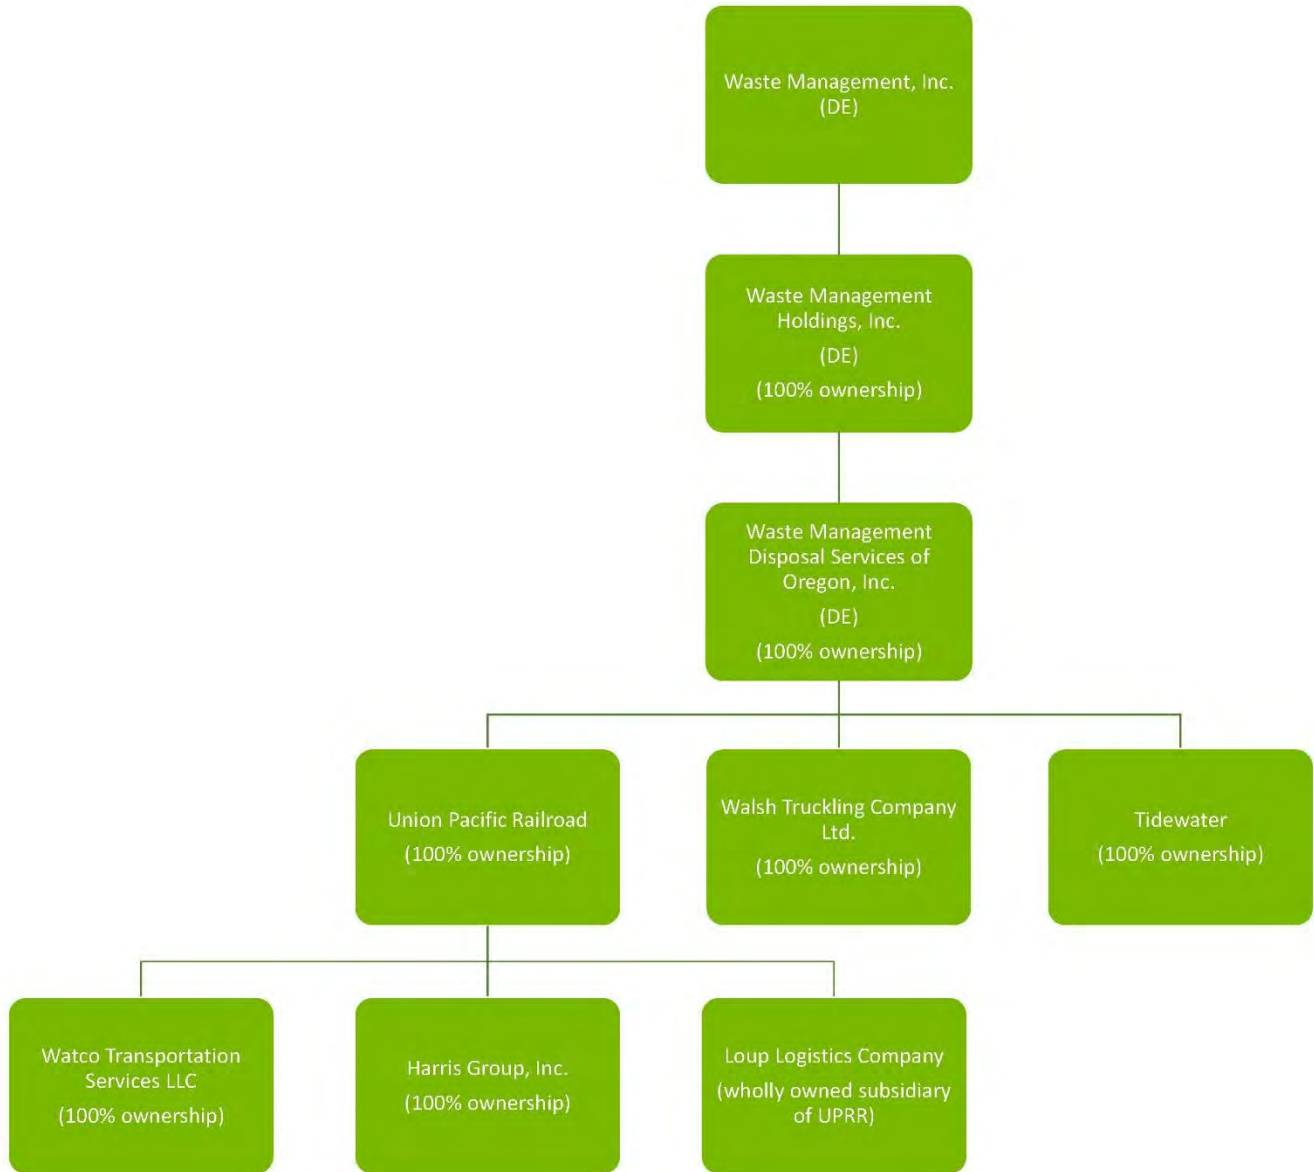 Waste Management, Inc.
(DE)
Waste Management
Holdings, Inc.
(DE)
(100% ownership)
Waste Management
Disposal Services of
Oregon, Inc.
(DE)
(100% ownership)
Union Pacific Railroad
(100% ownership)
Walsh Truckling Company
Ltd.
(100% ownership)
Tidewater
(100% ownership)
Watco Transportation
Services LLC
(100% ownership)
Harris Group, Inc.
(100% ownership)
Loup Logistics Company
(wholly owned subsidiary
of UPRR)